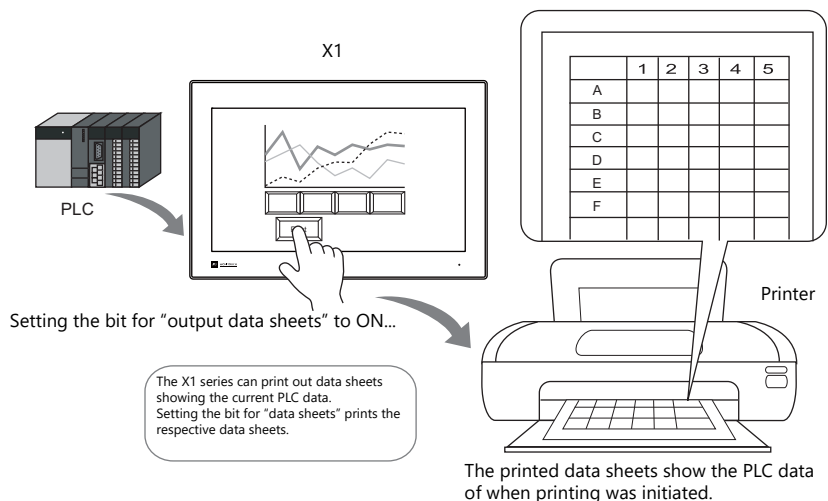 X1
1 2 3 4 5
A
B
C
D
E
F
PLC
Printer
Setting the bit for “output data sheets” to ON...
The X1 series can print out data sheets
showing the current PLC data.
Setting the bit for “data sheets” prints the
respective data sheets.
The printed data sheets show the PLC data
of when printing was initiated.